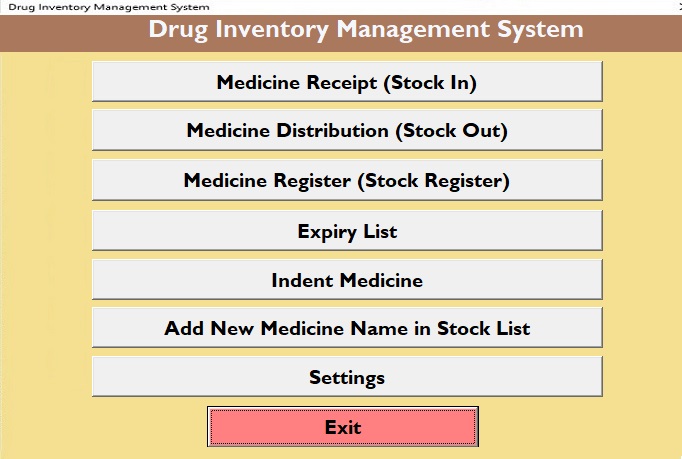 Drug Inventory Management System
Drug Inventory Management System
Medicine Receipt (Stock In)
Medicine Distribution (Stock Out)
Medicine Register (Stock Register)
Expiry List
Indent Medicine
Add New Medicine Name in Stock List
Settings
Exit